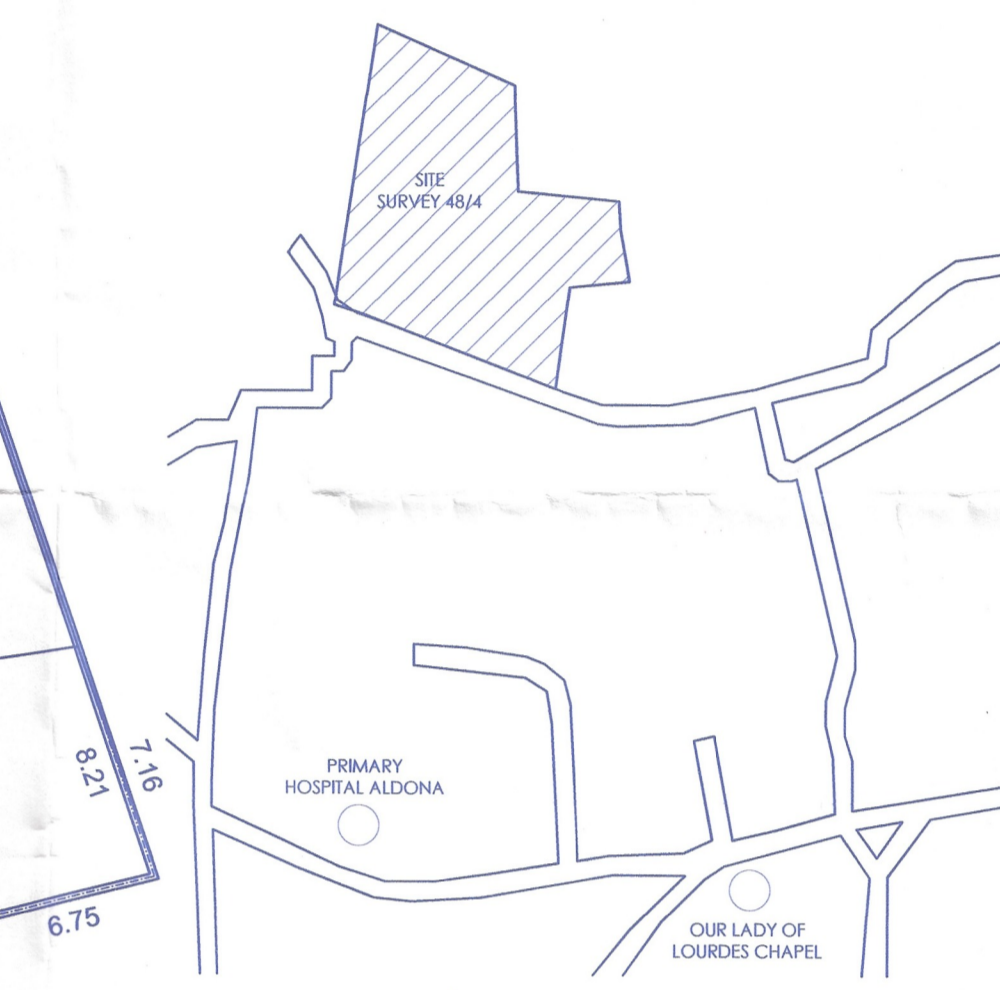 SITE
SURVEY 48/4
7.16
8.21
PRIMARY
HOSPITAL ALDONA
6.75
OUR LADY OF
LOURDES CHAPEL